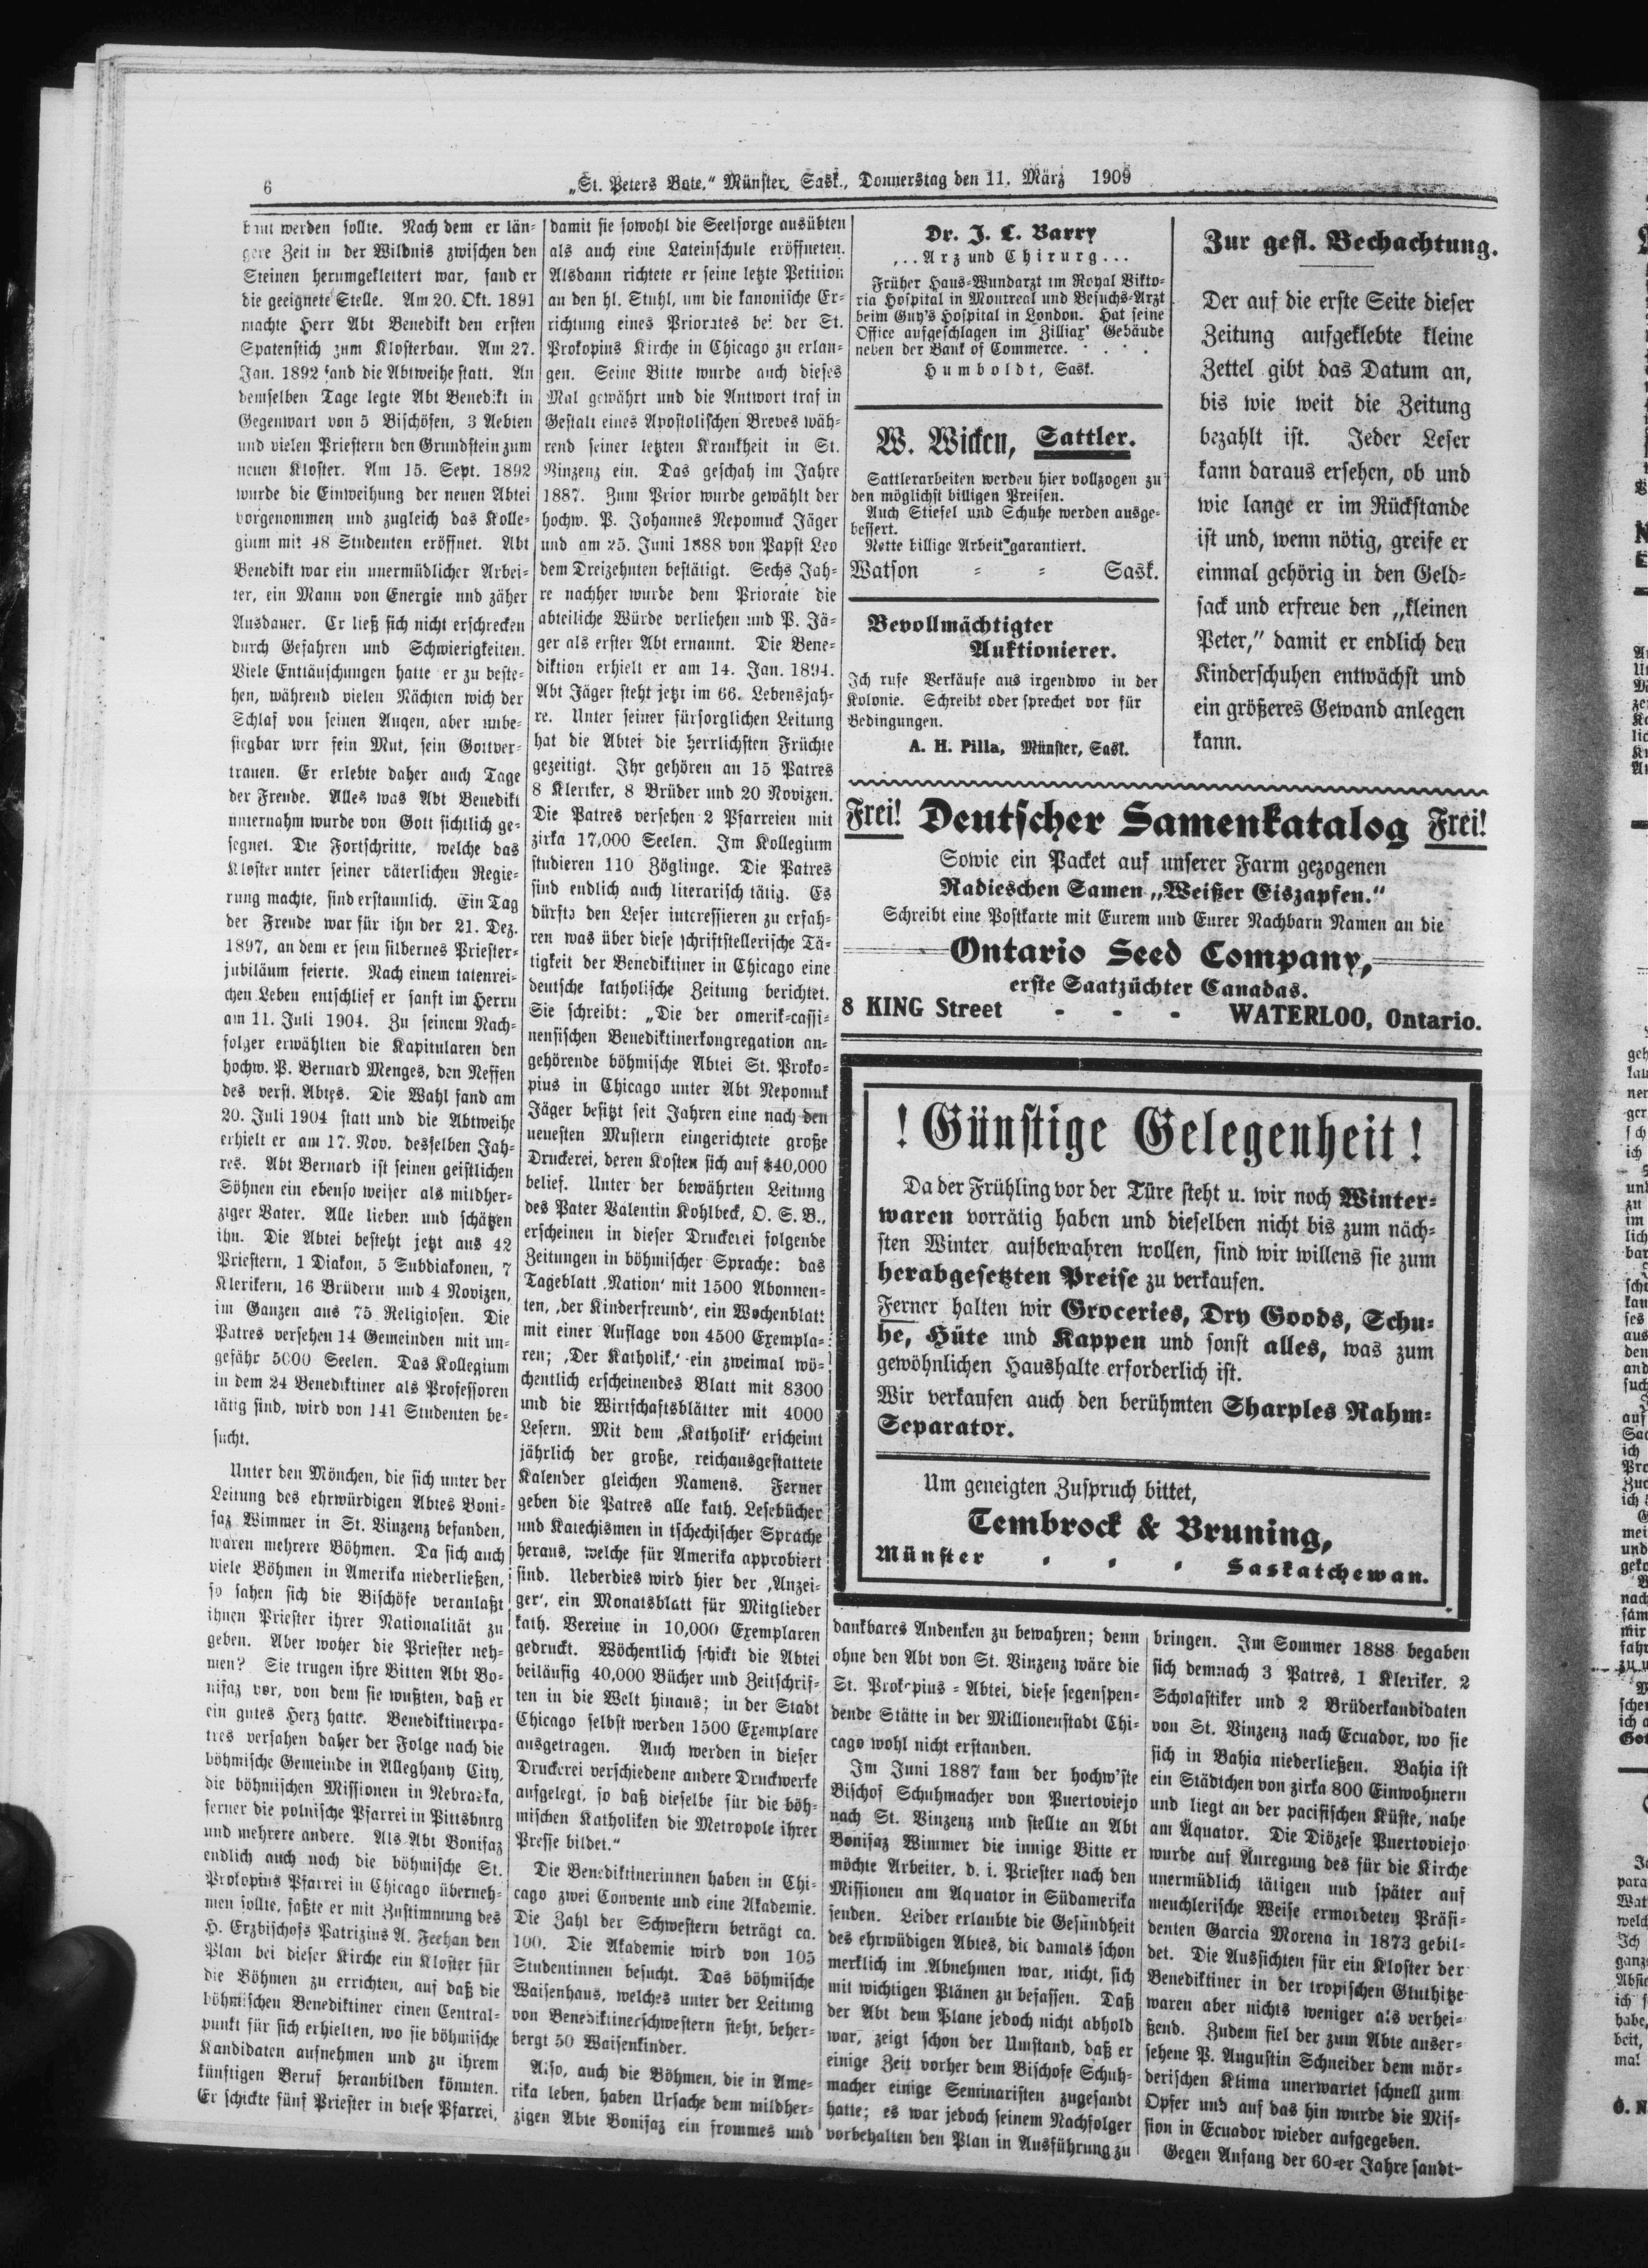 6
„St. Peters Bote.“ Münster, Sask., Donnerstag den 11. März 1909
baut werden sollte. Nach dem er län-
gere Zeit in der Wildnis zwischen den
Steinen herumgeklettert war, fand er
die geeignete Stelle. Am 20. Okt. 1891
machte Herr Abt Benedikt den ersten
Spatenstich zum Klosterbau. Am 27.
Jan. 1892 fand die Abtweihe statt. An
demselben Tage legte Abt Benedikt in
Gegenwart von 5 Bischöfen, 3 Aebten
und vielen Priestern den Grundstein zum
neuen Kloster. Am 15. Sept. 1892
wurde die Einweihung der neuen Abtei
vorgenommen und zugleich das Kolle-
gium mit 48 Studenten eröffnet. Abt
Benedikt war ein unermüdlicher Arbei-
ter, ein Mann von Energie und zäher
Ausdauer. Er ließ sich nicht erschrecken
durch Gefahren und Schwierigkeiten.
Viele Enttäuschungen hatte er zu beste-
hen, während vielen Nächten wich der
Schlaf von seinen Augen, aber unbe-
siegbar wrr sein Mut, sein Gottver-
trauen. Er erlebte daher auch Tage
der Freude. Alles was Abt Benedikt
unternahm wurde von Gott sichtlich ge-
segnet. Die Fortschritte, welche das
Kloster unter seiner väterlichen Regie-
rung machte, sind erstaunlich. Ein Tag
der Freude war für ihn der 21. Dez.
1897, an dem er sein silbernes Priester-
jubiläum feierte. Nach einem tatenrei-
chen Leben entschlief er sanft im Herrn
am 11. Juli 1904. Zu seinem Nach-
folger erwählten die Kapitularen den
hochw. P. Bernard Menges, den Neffen
des verst. Abtes. Die Wahl fand am
20. Juli 1904 statt und die Abtweihe
erhielt er am 17. Nov. desselben Jah-
res. Abt Bernard ist seinen geistlichen
Söhnen ein ebenso weiser als mildher-
ziger Vater. Alle lieben und schätzen
ihn. Die Abtei besteht jetzt aus 42
Priestern, 1 Diakon, 5 Subdiakonen, 7
Klerikern, 16 Brüdern und 4 Novizen,
im Ganzen aus 75 Religiosen. Die
Patres versehen 14 Gemeinden mit un-
gefähr 5000 Seelen. Das Kollegium
in dem 24 Benediktiner als Professoren
tätig sind, wird von 141 Studenten be-
sucht.
Unter den Mönchen, die sich unter der
Leitung des ehrwürdigen Abtes Boni-
faz Wimmer in St. Vinzenz befanden,
waren mehrere Böhmen. Da sich auch
viele Böhmen in Amerika niederließen,
so sahen sich die Bischöfe veranlaßt
ihnen Priester ihrer Nationalität zu
geben. Aber woher die Priester neh-
men? Sie trugen ihre Bitten Abt Bo-
nifaz vor, von dem sie wußten, daß er
ein gutes Herz hatte. Benediktinerpa-
tres versahen daher der Folge nach die
böhmische Gemeinde in Alleghany City,
die böhmischen Missionen in Nebraska,
ferner die polnische Pfarrei in Pittsburg
und mehrere andere. Als Abt Bonifaz
endlich auch noch die böhmische St.
Prolopius Pfarrei in Chicago überneh-
men sollte, faßte er mit Zustimmung des
H. Erzbischofs Patrizius A. Feehan den
Plan bei dieser Kirche ein Kloster für
die Böhmen zu errichten, auf daß die
böhmischen Benediktiner einen Central-
punkt für sich erhielten, wo sie böhmische
Kandidaten aufnehmen und zu ihrem
künftigen Beruf heranbilden könnten.
Er schickte fünf Priester in diese Pfarrei,
damit sie sowohl die Seelsorge ausübten
als auch eine Lateinschule eröffneten.
Alsdann richtete er seine letzte Petition
an den hl. Stuhl, um die kanonische Er-
richtung eines Priorates bei der St.
Prokopius Kirche in Chicago zu erlan-
gen. Seine Bitte wurde auch dieses
Mal gewährt und die Antwort traf in
Gestalt eines Apostolischen Breves wäh-
rend seiner letzten Krankheit in St.
Vinzenz ein. Das geschah im Jahre
1887. Zum Prior wurde gewählt der
hochw. P. Johannes Nepomuck Jäger
und am 25. Juni 1888 von Papst Leo
dem Dreizehnten bestätigt. Sechs Jah-
re nachher wurde dem Priorate die
abteiliche Würde verliehen und P. Jä-
ger als erster Abt ernannt. Die Bene-
diktion erhielt er am 14. Jan. 1894.
Abt Jäger steht jetzt im 66. Lebensjah-
re. Unter seiner fürsorglichen Leitung
hat die Abtei die herrlichsten Früchte
gezeitigt. Ihr gehören an 15 Patres
8 Kleriker, 8 Brüder und 20 Novizen.
Die Patres versehen 2 Pfarreien mit
zirka 17,000 Seelen. Im Kollegium
studieren 110 Zöglinge. Die Patres
sind endlich auch literarisch tätig. Es
dürfte den Leser interessieren zu erfah-
ren was über diese schriftstellerische Tä-
tigkeit der Benediktiner in Chicago eine
deutsche katholische Zeitung berichtet.
Sie schreibt: „Die der amerik-cassi-
nensischen Benediktinerkongregation an-
gehörende böhmische Abtei St. Proko-
pius in Chicago unter Abt Nepomuk
Jäger besitzt seit Jahren eine nach den
neuesten Mustern eingerichtete große
Druckerei, deren Kosten sich auf $40,000
belief. Unter der bewährten Leitung
des Pater Valentin Kohlbeck, O. S. B.,
erscheinen in dieser Druckerei folgende
Zeitungen in böhmischer Sprache: das
Tageblatt ‚Nation‘ mit 1500 Abonnen-
ten, ‚der Kinderfreund‘, ein Wochenblatt
mit einer Auflage von 4500 Exempla-
ren; ‚Der Katholik,‘ ein zweimal wö-
chentlich erscheinendes Blatt mit 8300
und die Wirtschaftsblätter mit 4000
Lesern. Mit dem ‚Katholik‘ erscheint
jährlich der große, reichausgestattete
Kalender gleichen Namens. Ferner
geben die Patres alle kath. Lesebücher
und Katechismen in tschechischer Sprache
heraus, welche für Amerika approbiert
sind. Ueberdies wird hier der ‚Anzei-
ger‘, ein Monatsblatt für Mitglieder
kath. Vereine in 10,000 Exemplaren
gedruckt. Wöchentlich schickt die Abtei
beiläufig 40,000 Bücher und Zeitschrif-
ten in die Welt hinaus; in der Stadt
Chicago selbst werden 1500 Exemplare
ausgetragen. Auch werden in dieser
Druckerei verschiedene andere Druckwerke
aufgelegt, so daß dieselbe für die böh-
mischen Katholiken die Metropole ihrer
Presse bildet.“
Die Benediktinerinnen haben in Chi-
cago zwei Convente und eine Akademie.
Die Zahl der Schwestern beträgt ca.
100. Die Akademie wird von 105
Studentinnen besucht. Das böhmische
Waisenhaus, welches unter der Leitung
von Benediktinerschwestern steht, beher-
bergt 50 Waisenkinder.
Also, auch die Böhmen, die in Ame-
rika leben, haben Ursache dem mildher-
zigen Abte Bonifaz ein frommes und
Dr. J. C. Barry
...Arz und Chirurg...
Früher Haus-Wundarzt im Royal Vikto-
ria Hospital in Montreal und Besuchs-Arzt
beim Guy's Hospital in London. Hat seine
Office aufgeschlagen im Zilliax' Gebäude
neben der Bank of Commerce. . . . .
Humboldt, Sask.
W. Wicken, Sattler.
Sattlerarbeiten werden hier vollzogen zu
den möglichst billigen Preisen.
Auch Stiefel und Schuhe werden ausge-
bessert.
Nette billige Arbeit garantiert.
Watson - - Sask.
Bevollmächtigter
Auktionierer.
Ich rufe Verkäufe aus irgendwo in der
Kolonie. Schreibt oder sprechet vor für
Bedingungen.
A. H. Pilla, Münster, Sask.
Zur gefl. Bechachtung.
Der auf die erste Seite dieser
Zeitung aufgeklebte kleine
Zettel gibt das Datum an,
bis wie weit die Zeitung
bezahlt ist. Jeder Leser
kann daraus ersehen, ob und
wie lange er im Rückstande
ist und, wenn nötig, greife er
einmal gehörig in den Geld-
sack und erfreue den „kleinen
Peter,“ damit er endlich den
Kinderschuhen entwächst und
ein größeres Gewand anlegen
kann.
Frei! Deutscher Samenkatalog Frei!
Sowie ein Packet auf unserer Farm gezogenen
Radieschen Samen „Weißer Eiszapfen.“
Schreibt eine Postkarte mit Eurem und Eurer Nachbarn Namen an die
Ontario Seed Company,
erste Saatzüchter Canadas.
8 KING Street - - - WATERLOO, Ontario.
! Günstige Gelegenheit !
Da der Frühling vor der Türe steht u. wir noch Winter-
waren vorrätig haben und dieselben nicht bis zum näch-
sten Winter aufbewahren wollen, sind wir willens sie zum
herabgesetzten Preise zu verkaufen.
Ferner halten wir Groceries, Dry Goods, Schu-
he, Hüte und Kappen und sonst alles, was zum
gewöhnlichen Haushalte erforderlich ist.
Wir verkaufen auch den berühmten Sharples Rahm-
Separator.
Um geneigten Zuspruch bittet,
Tembrock & Bruning,
Münster . . . Saskatchewan.
dankbares Andenken zu bewahren; denn
ohne den Abt von St. Vinzenz wäre die
St. Prokopius-Abtei, diese segenspen-
dende Stätte in der Millionenstadt Chi-
cago wohl nicht erstanden.
Im Juni 1887 kam der hochw'ste
Bischof Schuhmacher von Puertoviejo
nach St. Vinzenz und stellte an Abt
Bonifaz Wimmer die innige Bitte er
möchte Arbeiter, d. i. Priester nach den
Missionen am Aquator in Südamerika
senden. Leider erlaubte die Gesundheit
des ehrwüdigen Abtes, die damals schon
merklich im Abnehmen war, nicht, sich
mit wichtigen Plänen zu befassen. Daß
der Abt dem Plane jedoch nicht abhold
war, zeigt schon der Umstand, daß er
einige Zeit vorher dem Bischofe Schuh-
macher einige Seminaristen zugesandt
hatte; es war jedoch seinem Nachfolger
vorbehalten den Plan in Ausführung zu
bringen. Im Sommer 1888 begaben
sich demnach 3 Patres, 1 Kleriker. 2
Scholastiker und 2 Brüderkandidaten
von St. Vinzenz nach Ecuador, wo sie
sich in Bahia niederließen. Bahia ist
ein Städtchen von zirka 800 Einwohnern
und liegt an der pacifischen Küste, nahe
am Äquator. Die Diözese Puertoviejo
wurde auf Anregung des für die Kirche
unermüdlich tätigen und später auf
meuchlerische Weise ermordeten Präsi-
denten Garcia Morena in 1873 gebil-
det. Die Aussichten für ein Kloster der
Benediktiner in der tropischen Gluthitze
waren aber nichts weniger als verhei-
ßend. Zudem fiel der zum Abte auser-
sehene P. Augustin Schneider dem mör-
derischen Klima unerwartet schnell zum
Opfer und auf das hin wurde die Mis-
sion in Ecuador wieder aufgegeben.
Gegen Anfang der 60-er Jahre sandt-